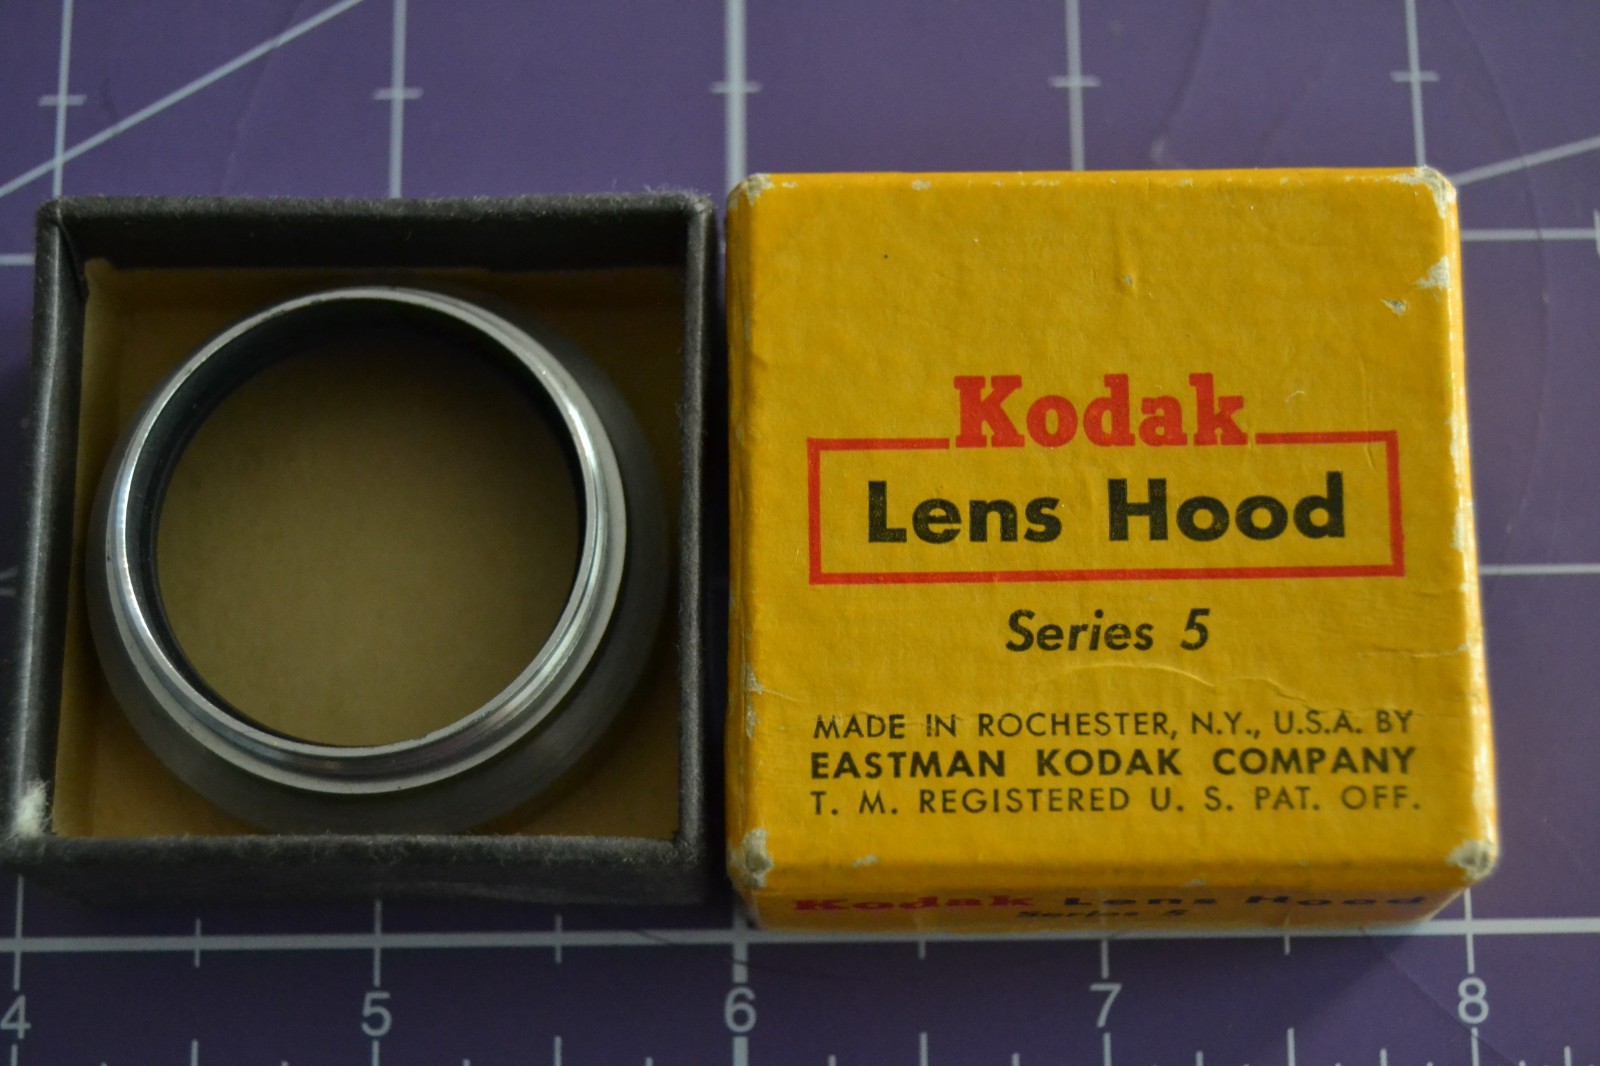 Kodak
Lens Hood
Series 5
MADE IN ROCHESTER, N.Y., U.S.A. BY
EASTMAN KODAK COMPANY
T. M. REGISTERED U. S. PAT. OFF.
Kodak Lens Hood
Series 5
4 5 6 7 8